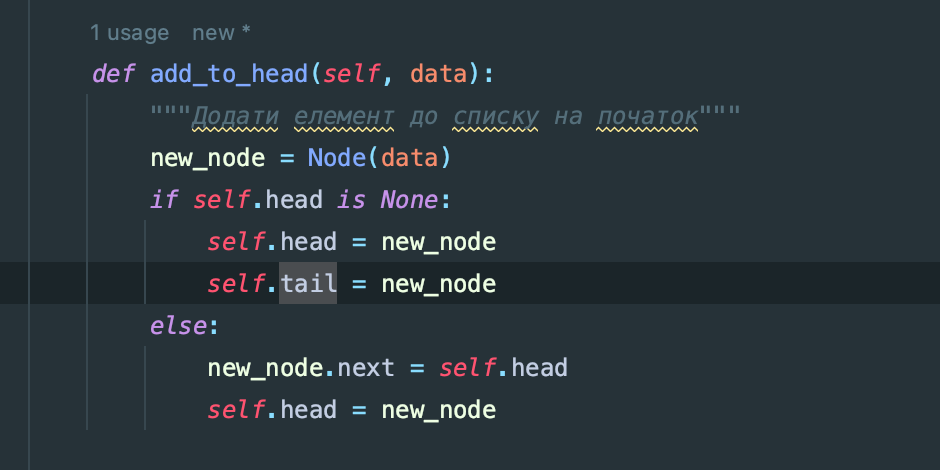 1 usage new *
def add_to_head(self, data):
"""Додати елемент до списку на початок"""
new_node = Node(data)
if self.head is None:
self.head = new_node
self.tail = new_node
else:
new_node.next = self.head
self.head = new_node